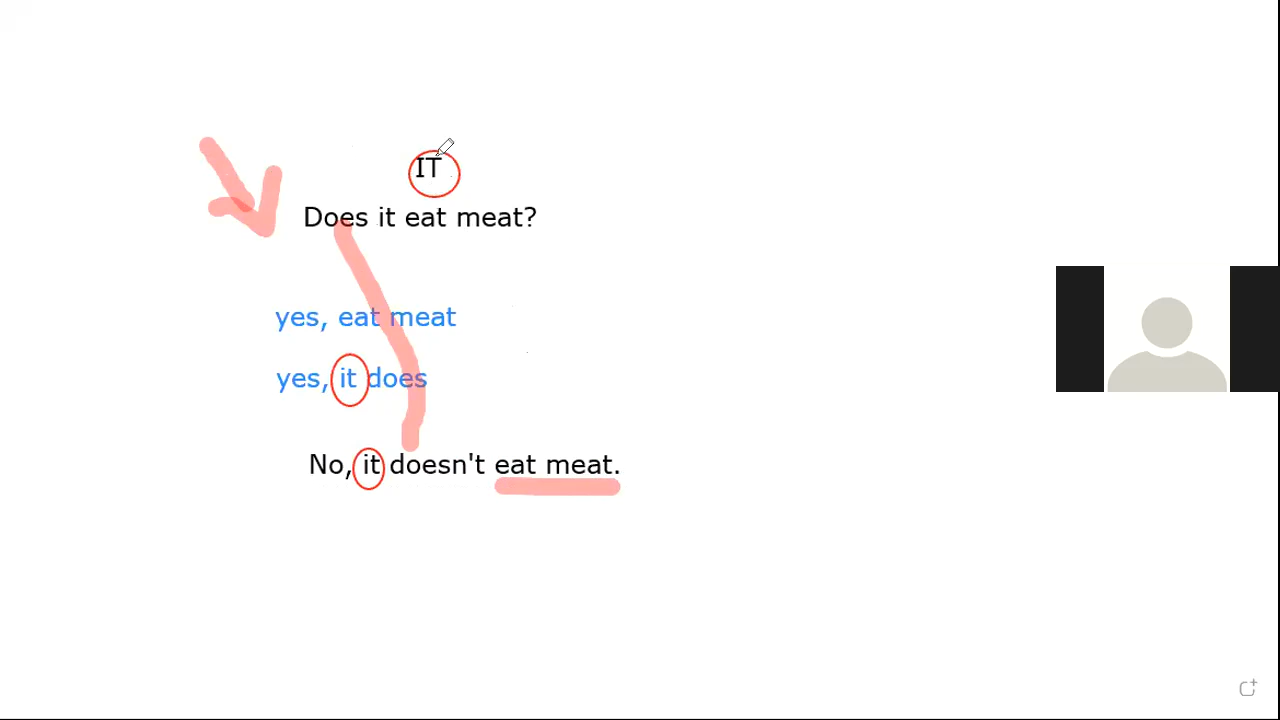 IT
Does it eat meat?
yes, eat meat
yes, it does
No, it doesn't eat meat.